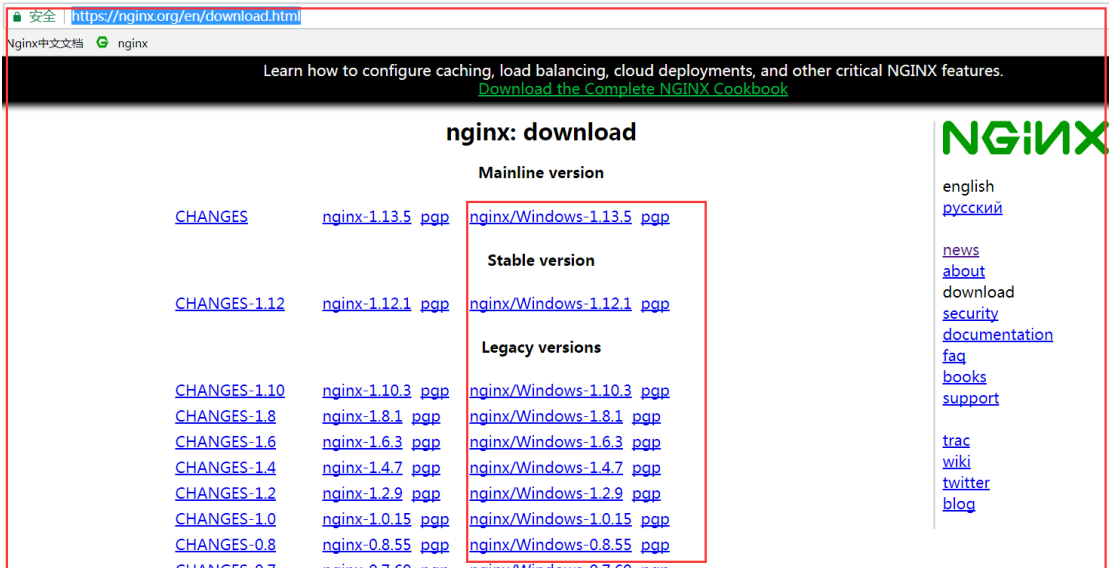 安全 https://nginx.org/en/download.html
Nginx中文文档 nginx
Learn how to configure caching, load balancing, cloud deployments, and other critical NGINX features.
Download the Complete NGINX Cookbook
nginx: download
Mainline version
CHANGES nginx-1.13.5 pgp nginx/Windows-1.13.5 pgp
Stable version
CHANGES-1.12 nginx-1.12.1 pgp nginx/Windows-1.12.1 pgp
Legacy versions
CHANGES-1.10 nginx-1.10.3 pgp nginx/Windows-1.10.3 pgp
CHANGES-1.8 nginx-1.8.1 pgp nginx/Windows-1.8.1 pgp
CHANGES-1.6 nginx-1.6.3 pgp nginx/Windows-1.6.3 pgp
CHANGES-1.4 nginx-1.4.7 pgp nginx/Windows-1.4.7 pgp
CHANGES-1.2 nginx-1.2.9 pgp nginx/Windows-1.2.9 pgp
CHANGES-1.0 nginx-1.0.15 pgp nginx/Windows-1.0.15 pgp
CHANGES-0.8 nginx-0.8.55 pgp nginx/Windows-0.8.55 pgp
NGINX
english
русский
news
about
download
security
documentation
faq
books
support
trac
wiki
twitter
blog